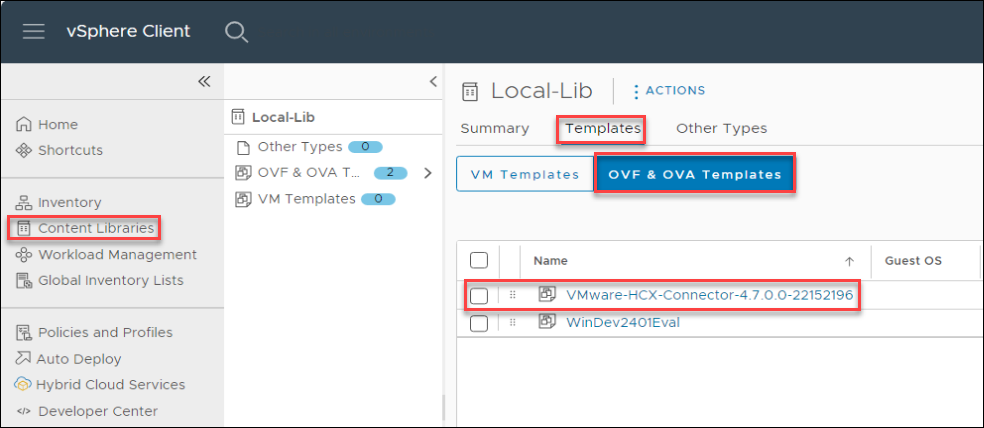 vSphere Client
Home
Shortcuts
Inventory
Content Libraries
Workload Management
Global Inventory Lists
Policies and Profiles
Auto Deploy
Hybrid Cloud Services
Developer Center
Local-Lib
Other Types 0
OVF & OVA T... 2
VM Templates 0
Local-Lib
ACTIONS
Summary Templates Other Types
VM Templates OVF & OVA Templates
Name Guest OS
VMware-HCX-Connector-4.7.0.0-22152196
WinDev2401Eval